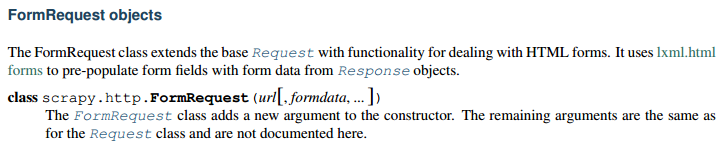 FormRequest objects
The FormRequest class extends the base Request with functionality for dealing with HTML forms. It uses lxml.html
forms to pre-populate form fields with form data from Response objects.
class scrapy.http.FormRequest(url[, formdata, ... ])
The FormRequest class adds a new argument to the constructor. The remaining arguments are the same as
for the Request class and are not documented here.